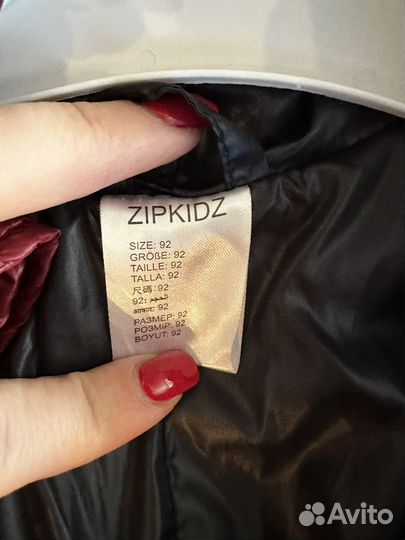 ZIPKIDZ
SIZE: 92
GRÖßE: 92
TAILLE: 92
TALLA: 92
尺碼: 92
الحجم: 92
92
РАЗМЕР: 92
РОЗМІР: 92
BOYUT: 92
Avito